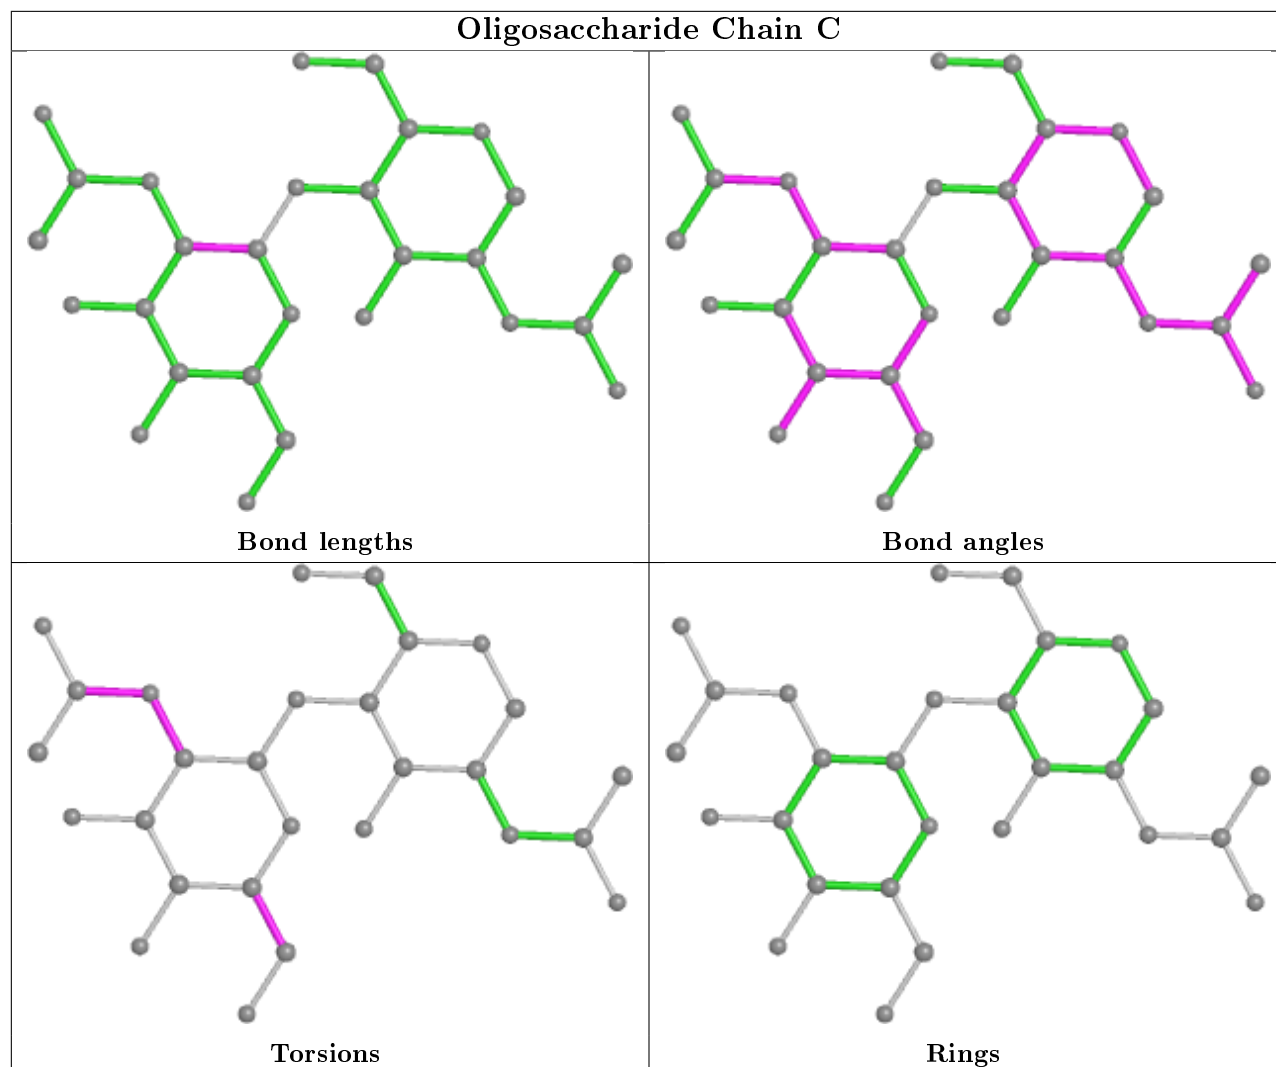 Oligosaccharide Chain C
Bond lengths
Bond angles
Torsions
Rings